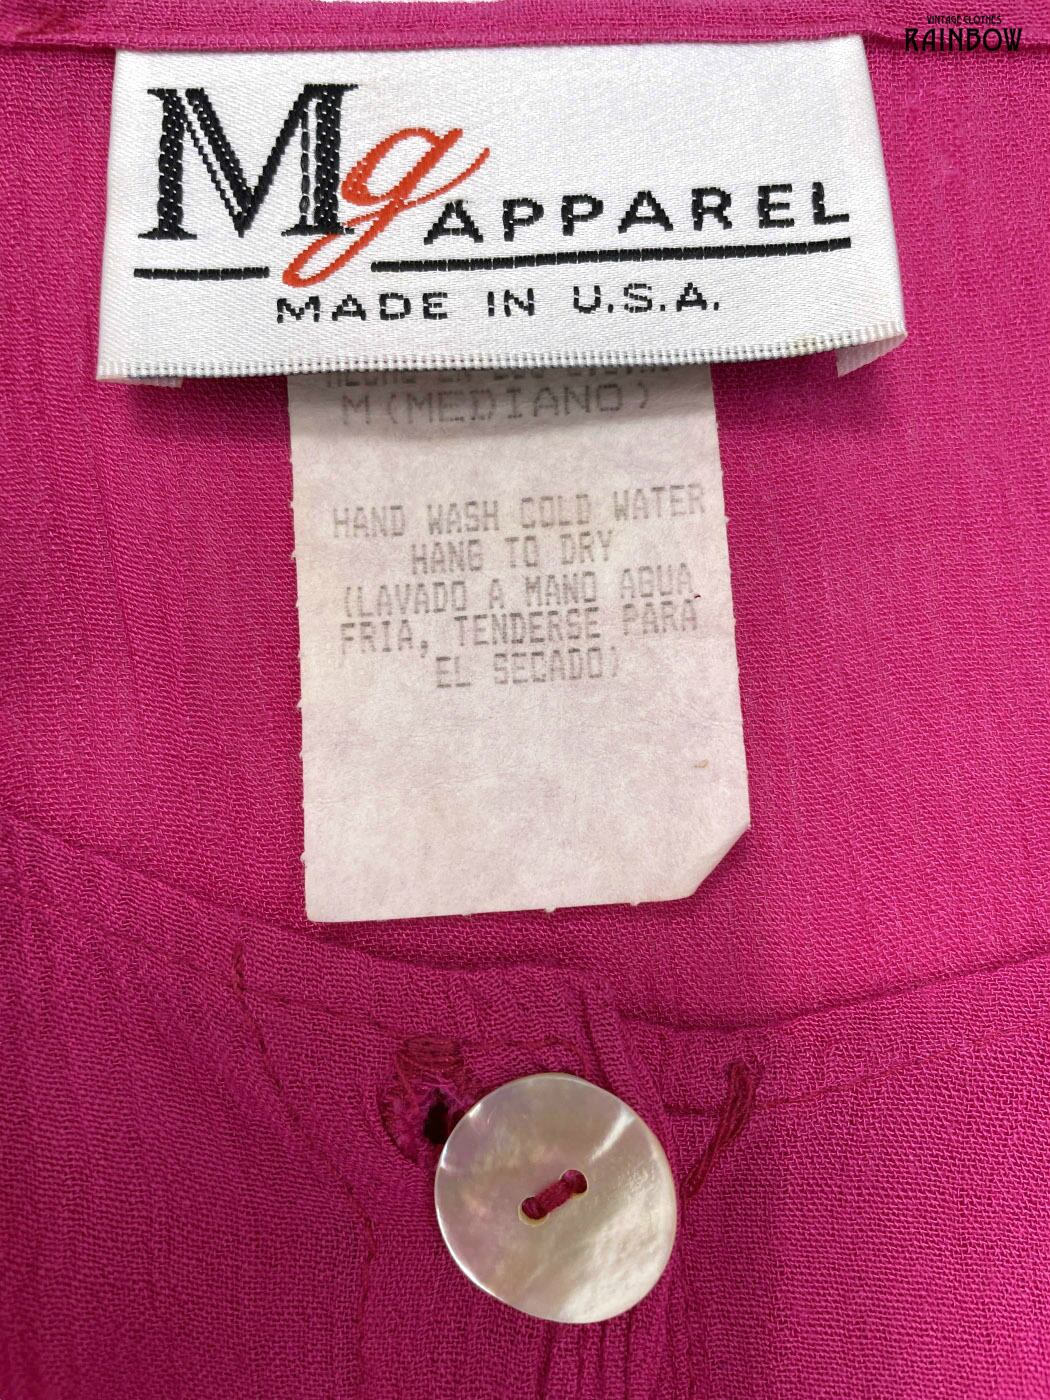 VINTAGE CLOTHES
RAINBOW
Mg APPAREL
MADE IN U.S.A.
M (MEDIANO)
HAND WASH COLD WATER
HANG TO DRY
(LAVADO A MANO AGUA
FRIA, TENDERSE PARA
EL SECADO)